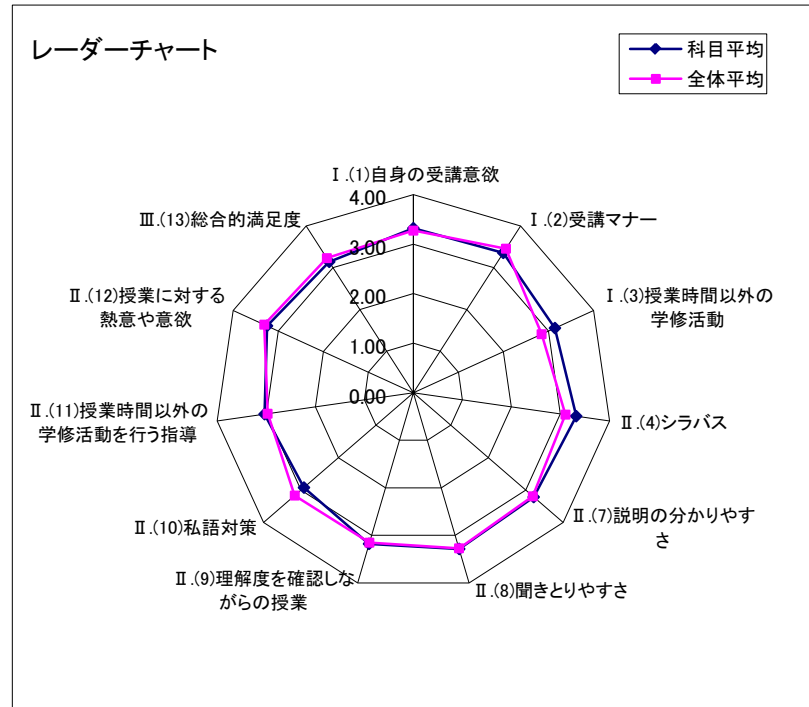 レーダーチャート
科目平均
全体平均
Ⅰ.(1)自身の受講意欲
Ⅰ.(2)受講マナー
Ⅰ.(3)授業時間以外の
学修活動
Ⅱ.(4)シラバス
Ⅱ.(7)説明の分かりやす
さ
Ⅱ.(8)聞きとりやすさ
Ⅱ.(9)理解度を確認しな
がらの授業
Ⅱ.(10)私語対策
Ⅱ.(11)授業時間以外の
学修活動を行う指導
Ⅱ.(12)授業に対する
熱意や意欲
Ⅲ.(13)総合的満足度
4.00
3.00
2.00
1.00
0.00